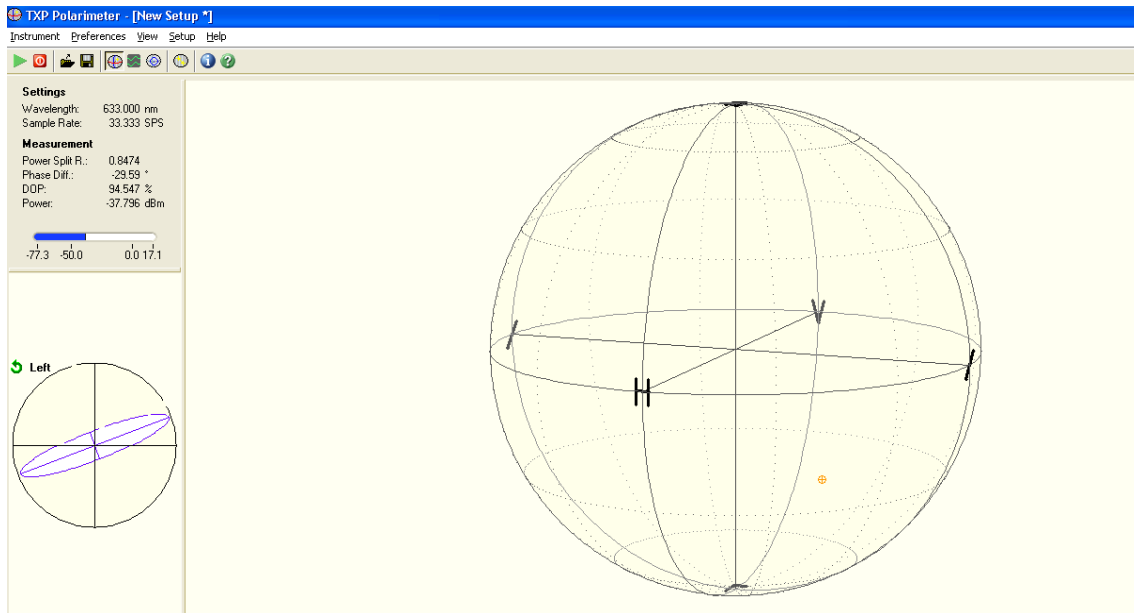 TXP Polarimeter - [New Setup *]
Instrument Preferences View Setup Help
Settings
Wavelength: 633.000 nm
Sample Rate: 33.333 SPS
Measurement
Power Split R.: 0.8474
Phase Diff.: -29.59 °
DOP: 94.547 %
Power: -37.796 dBm
-77.3 -50.0 0.0 17.1
Left
V
H